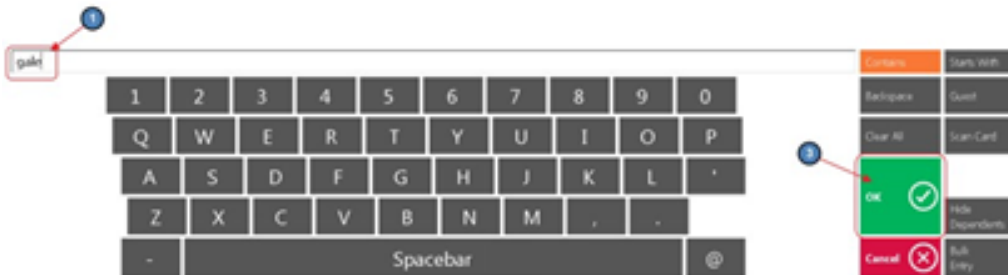 1
Contains Starts With
1 2 3 4 5 6 7 8 9 0 Backspace Guest
Q W E R T Y U I O P Clear All Scan Card
3
A S D F G H J K L ' OK
Z X C V B N M , . Hide Dependents
- Spacebar @ Cancel Bulk Entry